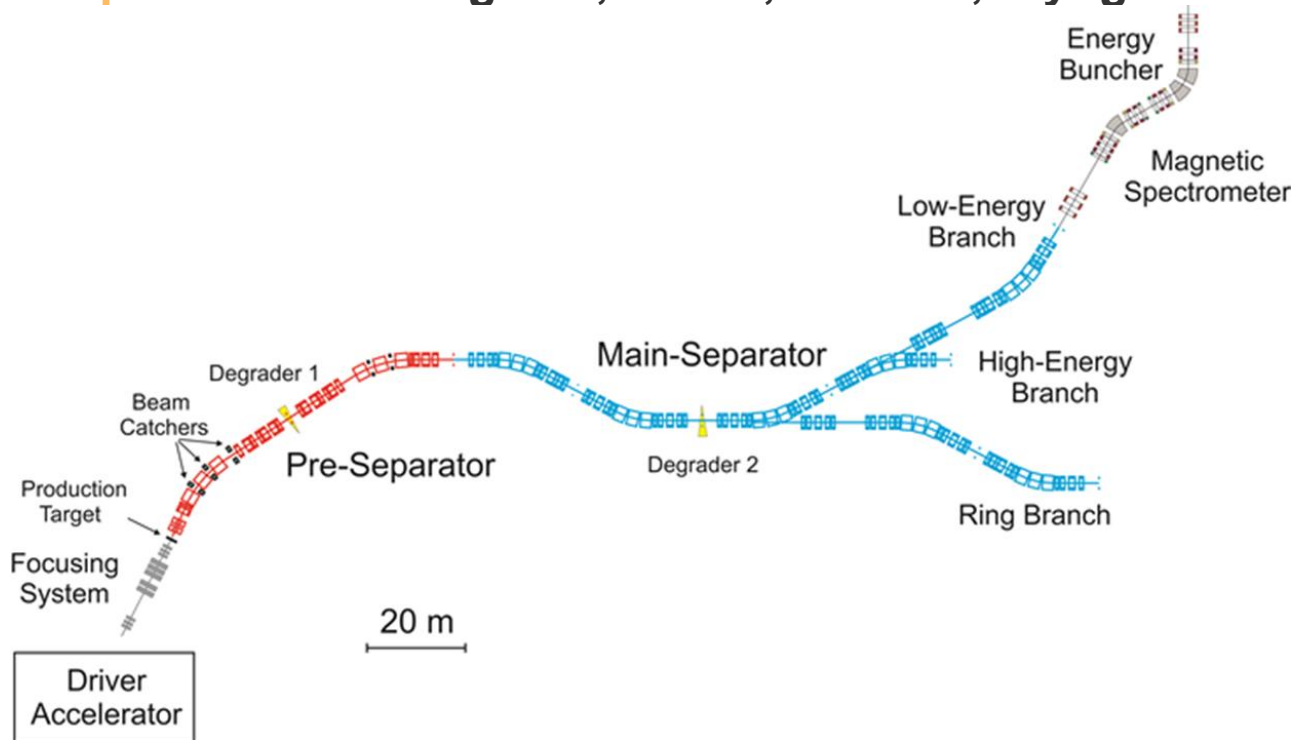 Energy
Buncher
Magnetic
Spectrometer
Low-Energy
Branch
Main-Separator
High-Energy
Branch
Degrader 1
Beam
Catchers
Pre-Separator
Degrader 2
Production
Target
Ring Branch
Focusing
System
20 m
Driver
Accelerator